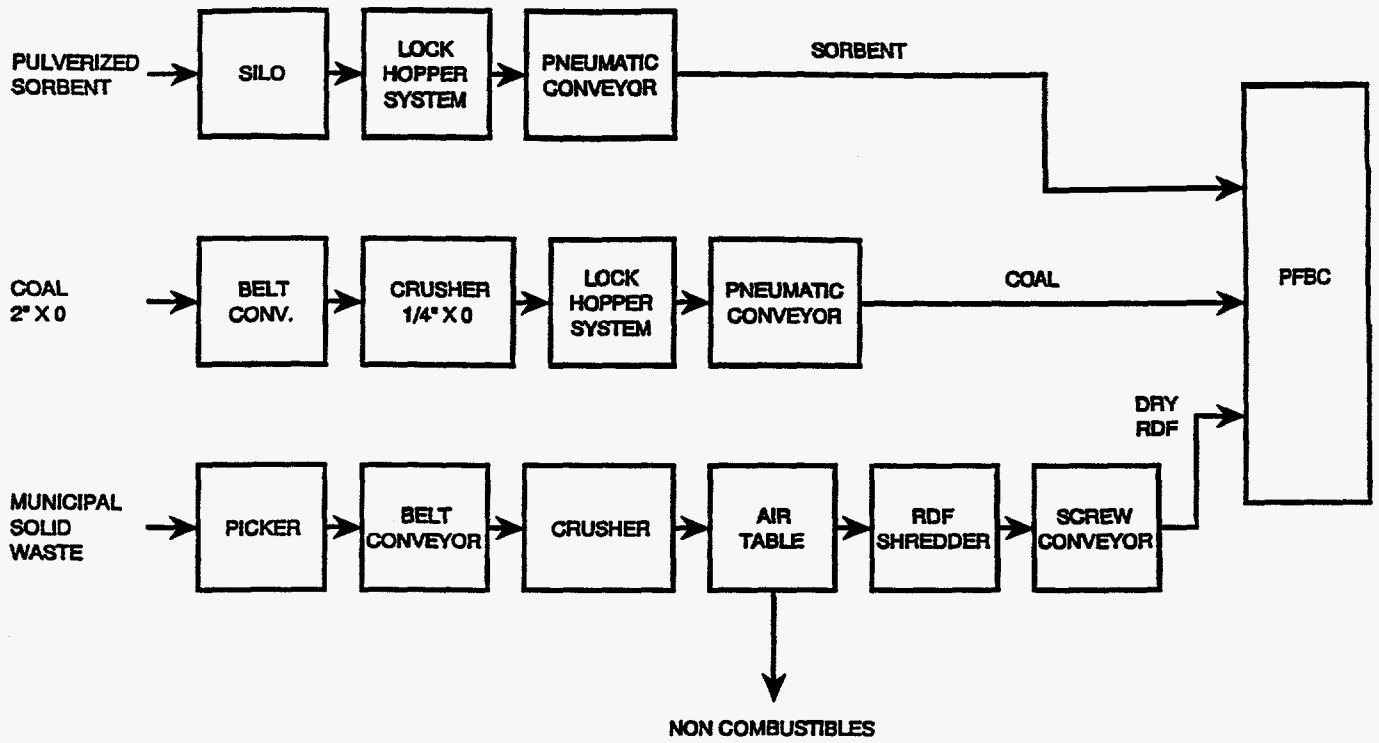 PULVERIZED
SORBENT
SILO
LOCK
HOPPER
SYSTEM
PNEUMATIC
CONVEYOR
SORBENT
COAL
2" X 0
BELT
CONV.
CRUSHER
1/4" X 0
LOCK
HOPPER
SYSTEM
PNEUMATIC
CONVEYOR
COAL
PFBC
MUNICIPAL
SOLID
WASTE
PICKER
BELT
CONVEYOR
CRUSHER
AIR
TABLE
RDF
SHREDDER
SCREW
CONVEYOR
DRY
RDF
NON COMBUSTIBLES